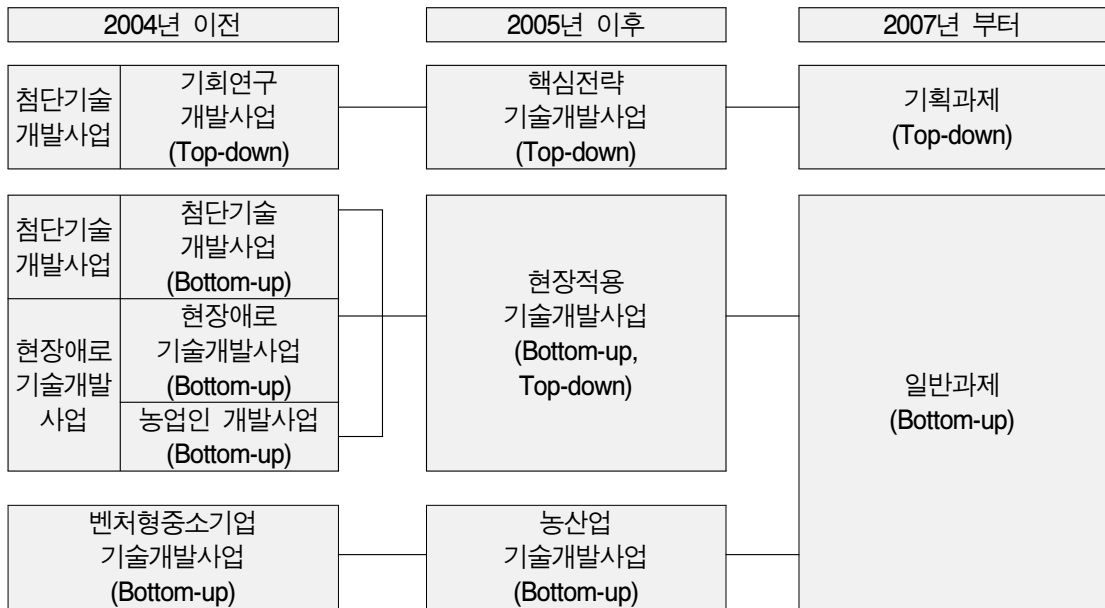 2004년 이전
2005년 이후
2007년 부터
첨단기술
개발사업
기회연구
개발사업
(Top-down)
핵심전략
기술개발사업
(Top-down)
기획과제
(Top-down)
첨단기술
개발사업
첨단기술
개발사업
(Bottom-up)
현장애로
기술개발
사업
현장애로
기술개발사업
(Bottom-up)
농업인 개발사업
(Bottom-up)
현장적용
기술개발사업
(Bottom-up,
Top-down)
일반과제
(Bottom-up)
벤처형중소기업
기술개발사업
(Bottom-up)
농산업
기술개발사업
(Bottom-up)